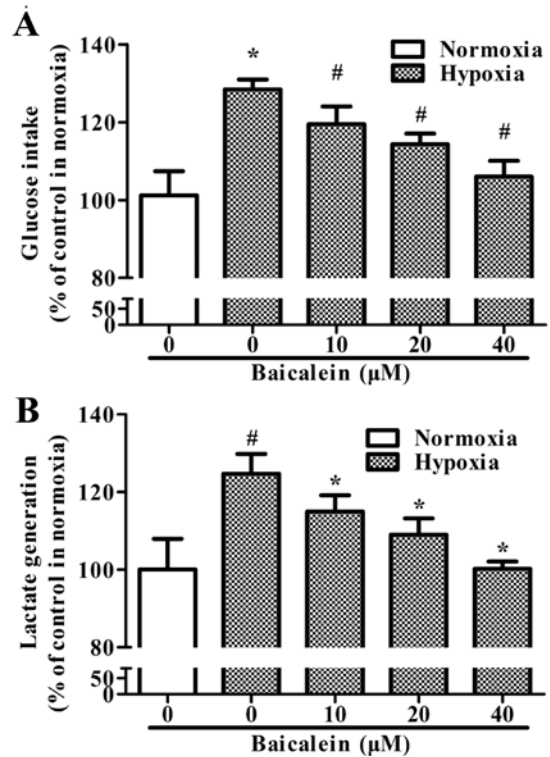 A
Glucose intake
(% of control in normoxia)
140
120
100
80
50
0
*
#
#
#
Normoxia
Hypoxia
0 0 10 20 40
Baicalein (μM)
B
Lactate generation
(% of control in normoxia)
140
120
100
80
50
0
#
*
*
*
Normoxia
Hypoxia
0 0 10 20 40
Baicalein (μM)